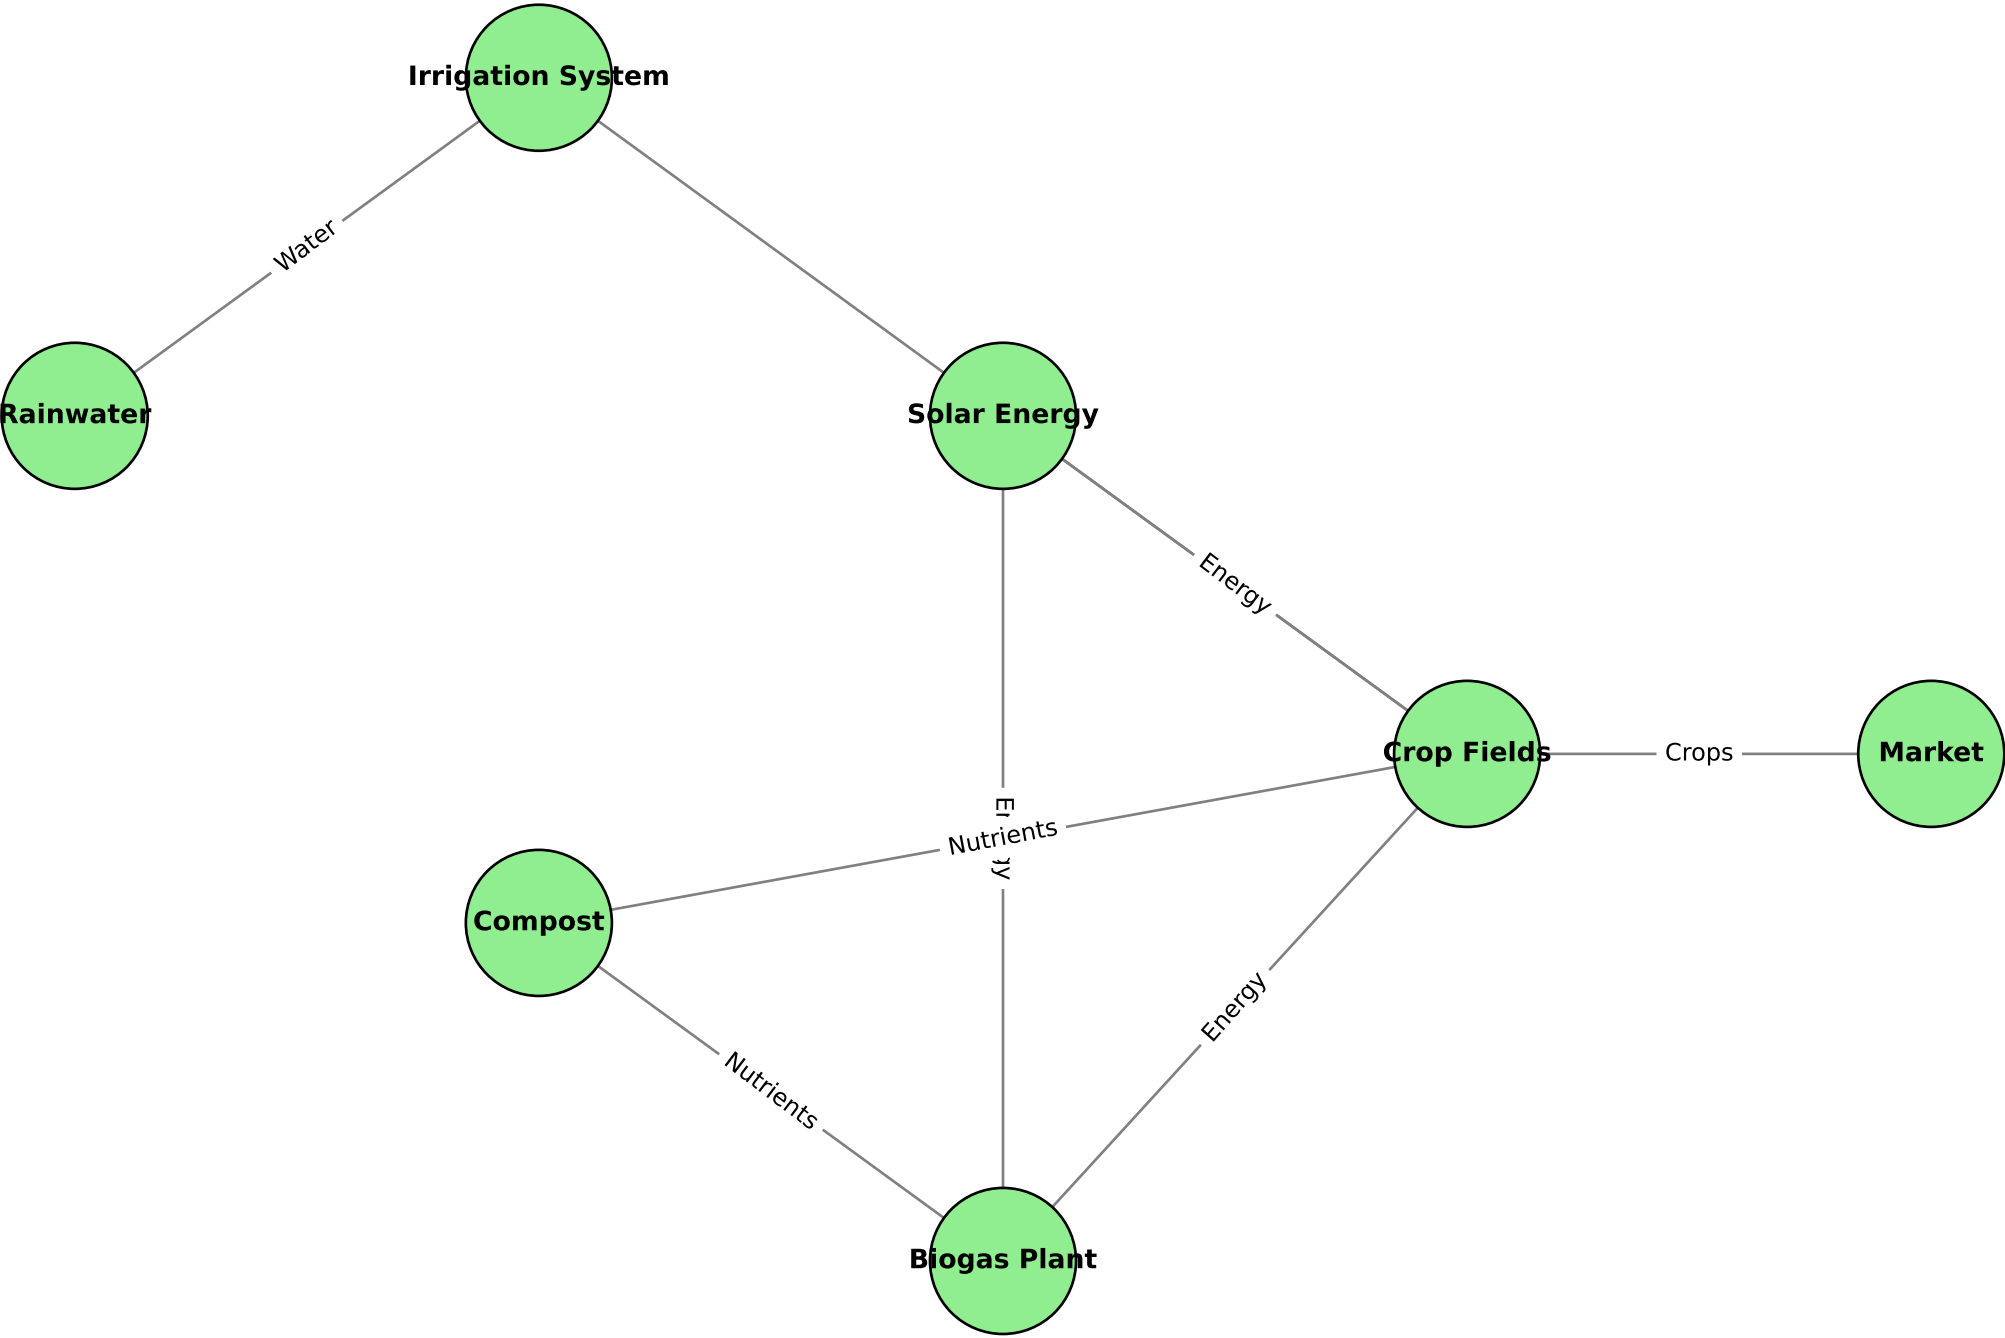 Irrigation System
Water
Rainwater
Solar Energy
Energy
Crop Fields
Crops
Market
Nutrients
Compost
Energy
Nutrients
Biogas Plant